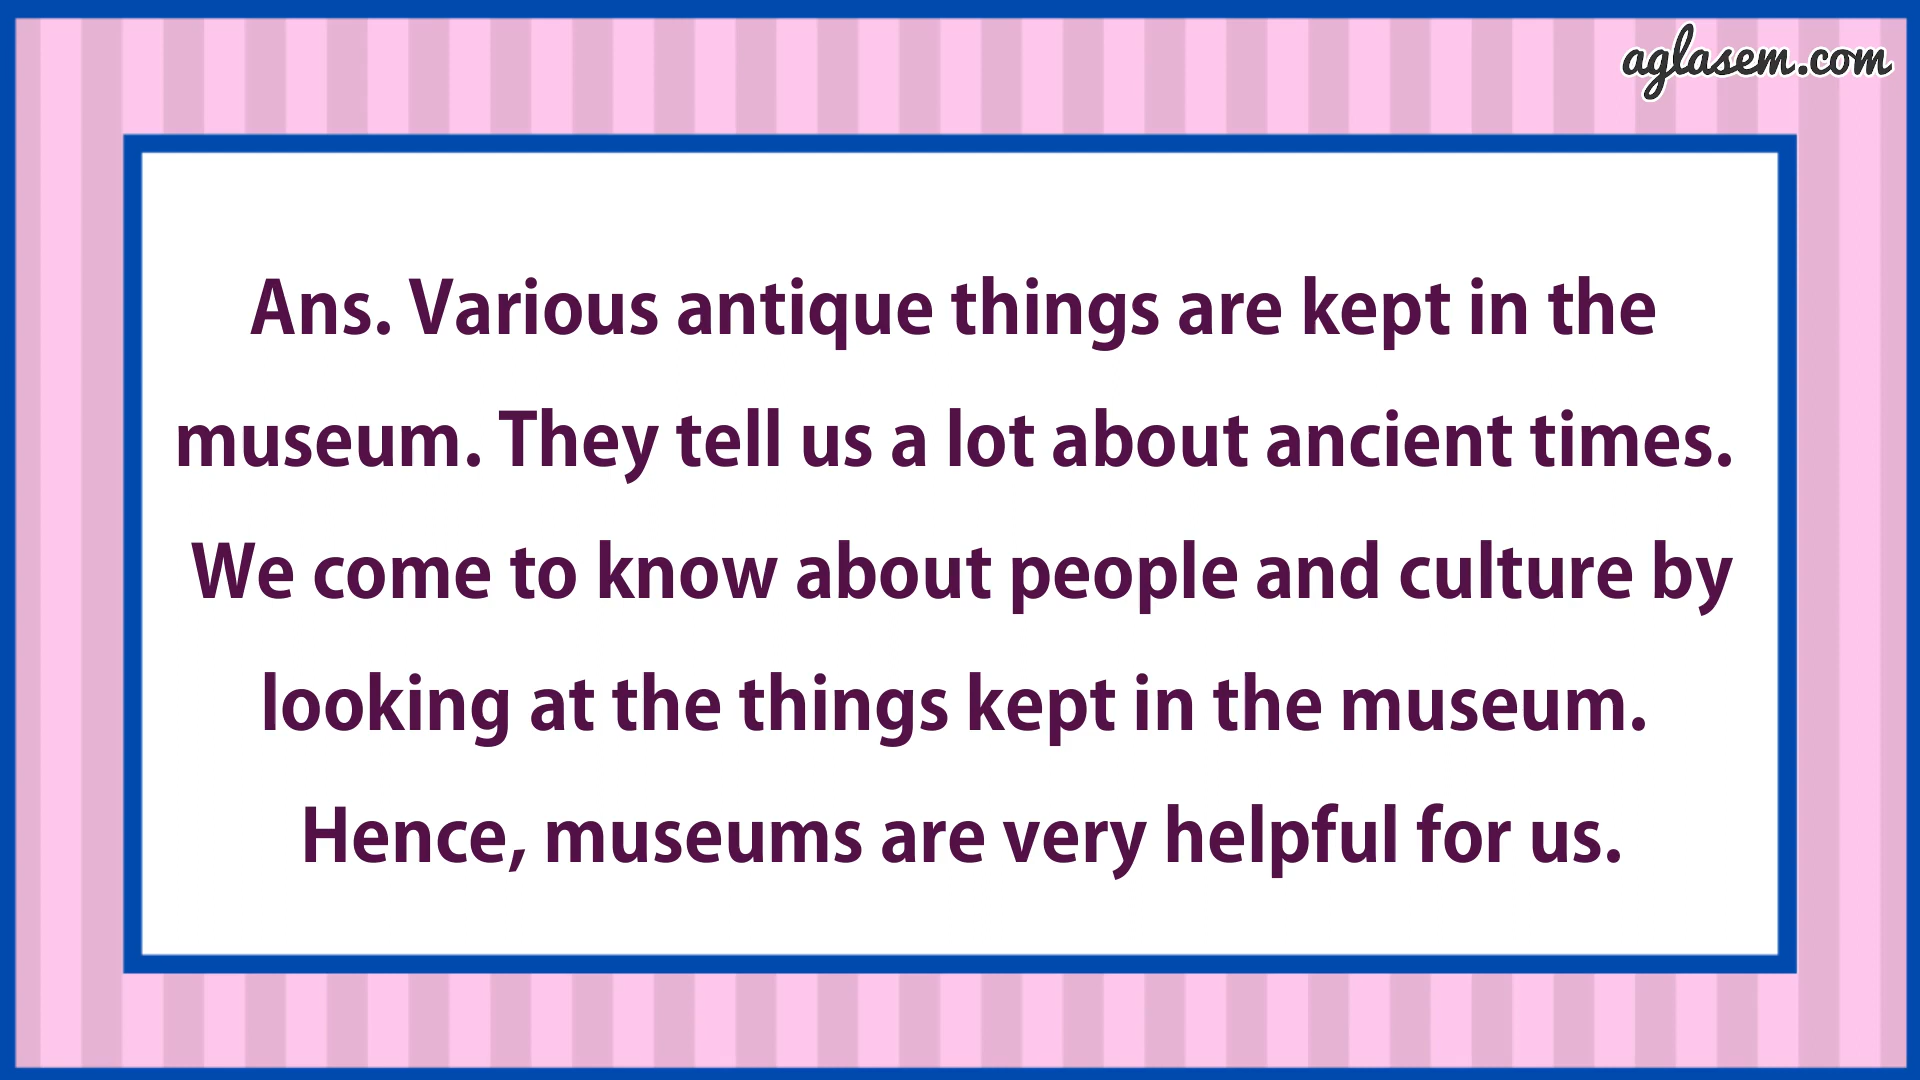 aglasem.com
Ans. Various antique things are kept in the
museum. They tell us a lot about ancient times.
We come to know about people and culture by
looking at the things kept in the museum.
Hence, museums are very helpful for us.